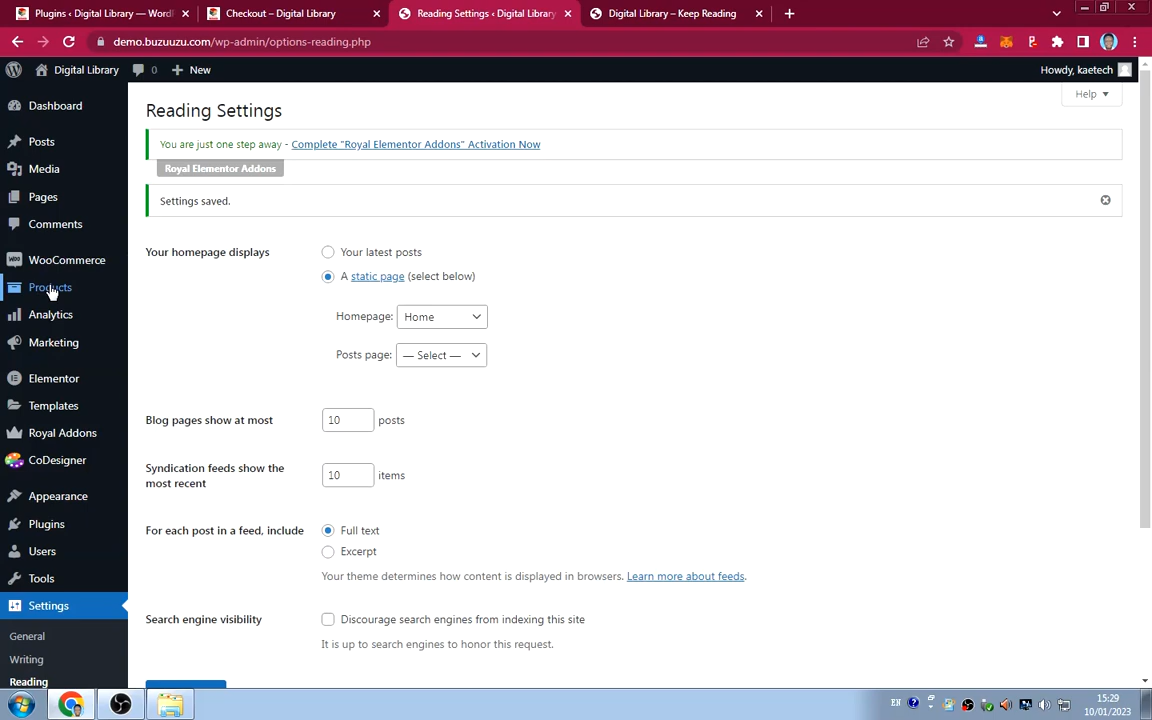 Plugins ‹ Digital Library — WordP
Checkout – Digital Library
Reading Settings ‹ Digital Library
Digital Library – Keep Reading
demo.buzuuzu.com/wp-admin/options-reading.php
Digital Library
0
New
Howdy, kaetech
Help
Dashboard
Posts
Media
Pages
Comments
WooCommerce
Products
Analytics
Marketing
Elementor
Templates
Royal Addons
CoDesigner
Appearance
Plugins
Users
Tools
Settings
General
Writing
Reading
Reading Settings
You are just one step away - Complete "Royal Elementor Addons" Activation Now
Royal Elementor Addons
Settings saved.
Your homepage displays
Your latest posts
A static page (select below)
Homepage: Home
Posts page: — Select —
Blog pages show at most 10 posts
Syndication feeds show the
most recent
10 items
For each post in a feed, include
Full text
Excerpt
Your theme determines how content is displayed in browsers. Learn more about feeds.
Search engine visibility
Discourage search engines from indexing this site
It is up to search engines to honor this request.
EN
15:29
10/01/2023